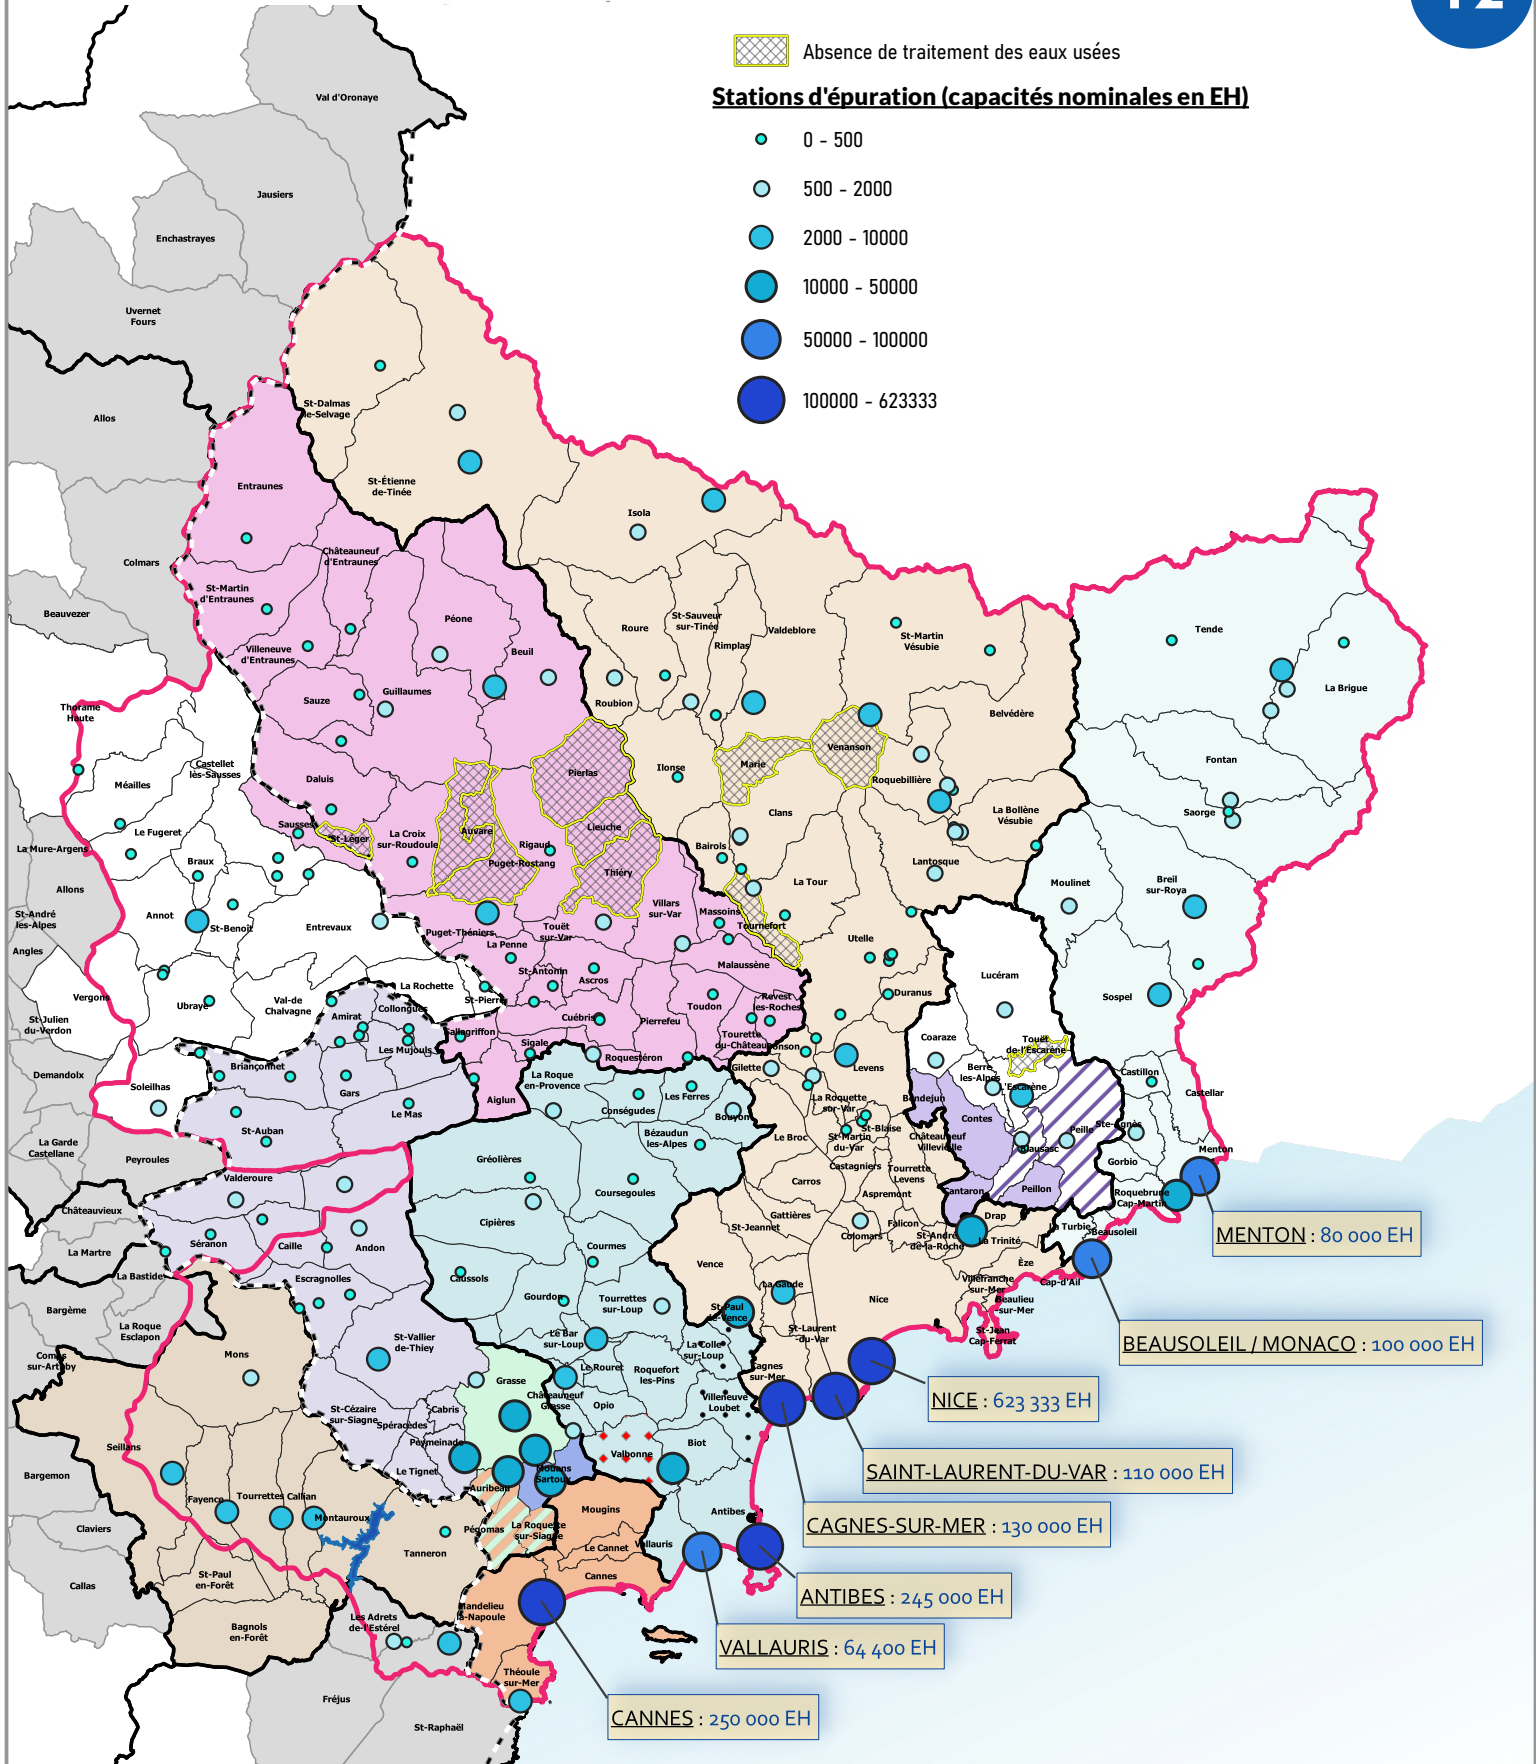 Absence de traitement des eaux usées
Stations d'épuration (capacités nominales en EH)
0 - 500
500 - 2000
2000 - 10000
10000 - 50000
50000 - 100000
100000 - 623333
Val d'Oronaye
Jausiers
Enchastrayes
Uvernet
Fours
Allos
St-Dalmas
le-Selvage
St-Étienne
de-Tinée
Entraunes
Isola
Colmars
Châteauneuf
d'Entraunes
St-Martin
d'Entraunes
Beauvezer
Péone
Roure
St-Sauveur
sur-Tinée
Rimplas
Valdeblore
St-Martin
Vésubie
Tende
Villeneuve
d'Entraunes
Beuil
Guillaumes
Sauze
Roubion
La Brigue
Thorame
Haute
Belvédère
Venanson
Castellet
lès-Sausses
Méailles
Daluis
Pierlas
Ilonse
Marie
Roquebillière
Fontan
Clans
La Bollène
Vésubie
Saorge
Le Fugeret
Sausses
St-Léger
La Croix
sur-Roudoule
Auvare
Lieuche
Rigaud
Puget-Rostang
Bairols
La Mure-Argens
Braux
Thiéry
Lantosque
La Tour
Moulinet
Breil
sur-Roya
Allons
Annot
St-Benoît
Entrevaux
Villars
sur-Var
Massoins
Tournefort
St-André
les-Alpes
Angles
Puget-Théniers
Touët
sur-Var
La Penne
Utelle
Malaussène
Lucéram
St-Antonin
Ascros
Duranus
Sospel
Vergons
Ubraye
Val-de
Chalvagne
La Rochette
St-Pierre
Toudon
Revest
les-Roches
St-Julien
du-Verdon
Amirat
Collongues
Cuébris
Pierrefeu
Sallagriffon
Tourette
du-Château
Bonson
Coaraze
Touët
de-l'Escarène
Les Mujouls
Sigale
Roquestéron
Gilette
Levens
Berre
les-Alpes
L'Escarène
Castillon
Demandolx
Soleilhas
Briançonnet
Gars
Le Mas
Aiglun
La Roque
en-Provence
Conségudes
Les Ferres
Bouyon
La Roquette
sur-Var
Bendejun
Contes
Castellar
St-Auban
Bézaudun
les-Alpes
Le Broc
St-Martin
du-Var
St-Blaise
Châteauneuf
Villevieille
Blausasc
Peille
Ste-Agnès
La Garde
Castellane
Peyroules
Gréolières
Castagniers
Tourrette
Levens
Menton
Gorbio
Valderoure
Coursegoules
Carros
Aspremont
Cantaron
Peillon
Roquebrune
Cap-Martin
Châteauvieux
Cipières
Gattières
St-Jeannet
Colomars
Falicon
St-André
de-la-Roche
Drap
La Trinité
La Turbie
Beausoleil
MENTON : 80 000 EH
La Martre
Séranon
Caille
Andon
Courmes
Vence
Èze
Cap-d'Ail
La Bastide
Escragnolles
Caussols
Gourdon
Tourrettes
sur-Loup
La Gaude
Nice
Villefranche
sur-Mer
Beaulieu
-sur-Mer
Bargème
La Roque
Esclapon
St-Paul
de-Vence
St-Jean
Cap-Ferrat
St-Vallier
de-Thiey
Le Bar
sur-Loup
La Colle
sur-Loup
St-Laurent
du-Var
BEAUSOLEIL / MONACO : 100 000 EH
Comps
sur-Artuby
Mons
Grasse
Le Rouret
Roquefort
les-Pins
Cagnes
sur-Mer
Châteauneuf
Grasse
Opio
Villeneuve
Loubet
NICE : 623 333 EH
St-Cézaire
sur-Siagne
Cabris
Spéracèdes
Peymeinade
Le Tignet
Valbonne
Biot
Seillans
Mouans
Sartoux
SAINT-LAURENT-DU-VAR : 110 000 EH
Bargemon
Auribeau
Fayence
Tourrettes
Callian
Montauroux
Mougins
Antibes
CAGNES-SUR-MER : 130 000 EH
Claviers
Pégomas
La Roquette
sur-Siagne
Le Cannet
Vallauris
Tanneron
Cannes
St-Paul
en-Forêt
Callas
ANTIBES : 245 000 EH
Mandelieu
la-Napoule
Bagnols
en-Forêt
Les Adrets
de-l'Estérel
VALLAURIS : 64 400 EH
Théoule
sur-Mer
Fréjus
St-Raphaël
CANNES : 250 000 EH